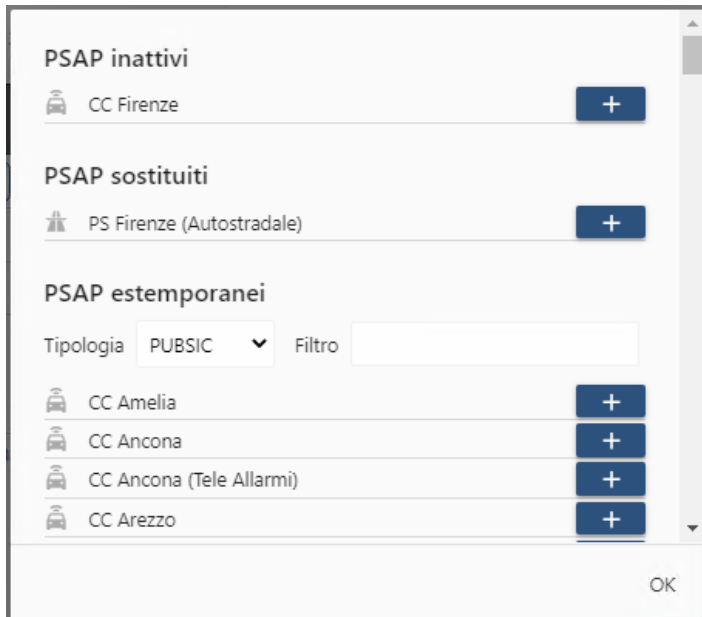 PSAP inattivi
CC Firenze +
PSAP sostituiti
PS Firenze (Autostradale) +
PSAP estemporanei
Tipologia PUBSIC Filtro
CC Amelia +
CC Ancona +
CC Ancona (Tele Allarmi) +
CC Arezzo +
OK